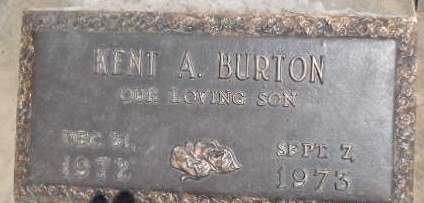 KENT A. BURTON
OUR LOVING SON
DEC 31,
1972
SEPT 7,
1973